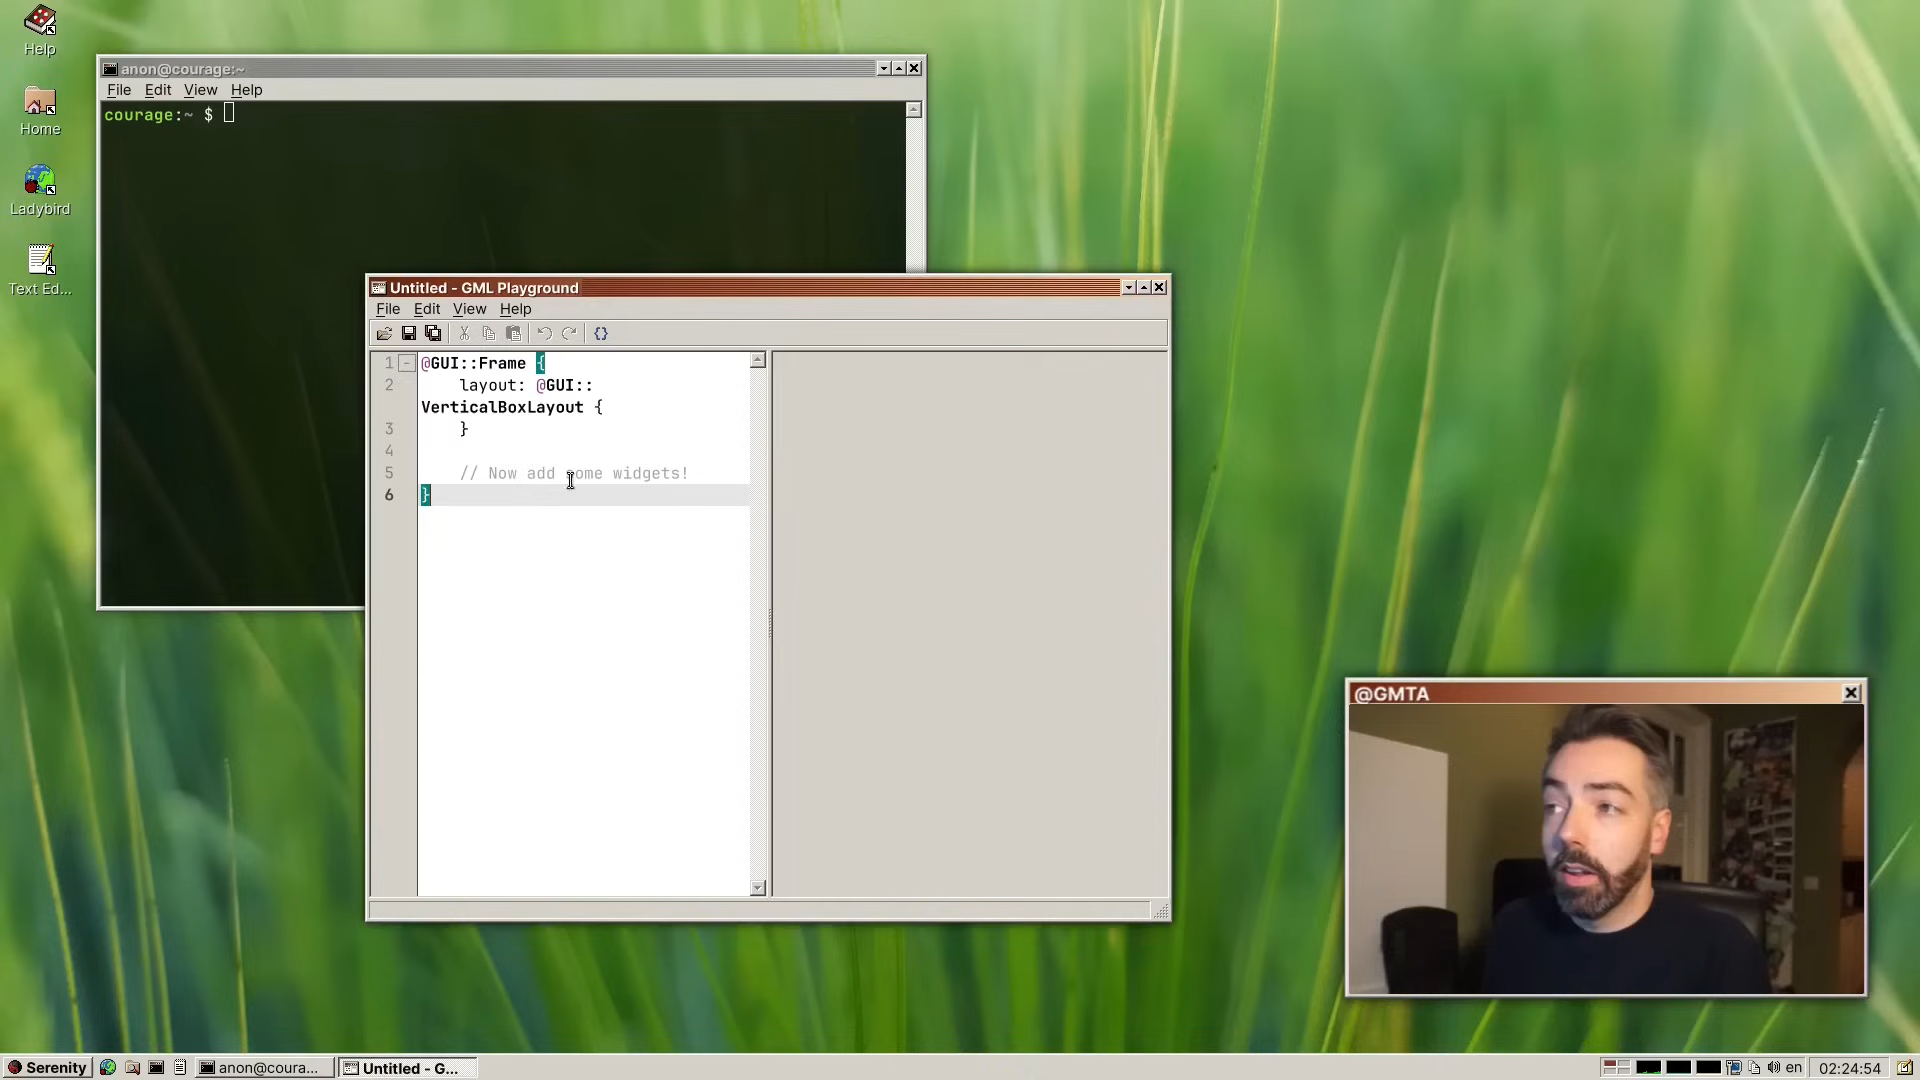 Help
Home
Ladybird
Text Ed...
anon@courage:~
File Edit View Help
courage:~ $
Untitled - GML Playground
File Edit View Help
{}
1 @GUI::Frame {
2 layout: @GUI::
VerticalBoxLayout {
3 }
4
5 // Now add some widgets!
6 }
@GMTA
Serenity
anon@coura...
Untitled - G...
en
02:24:54